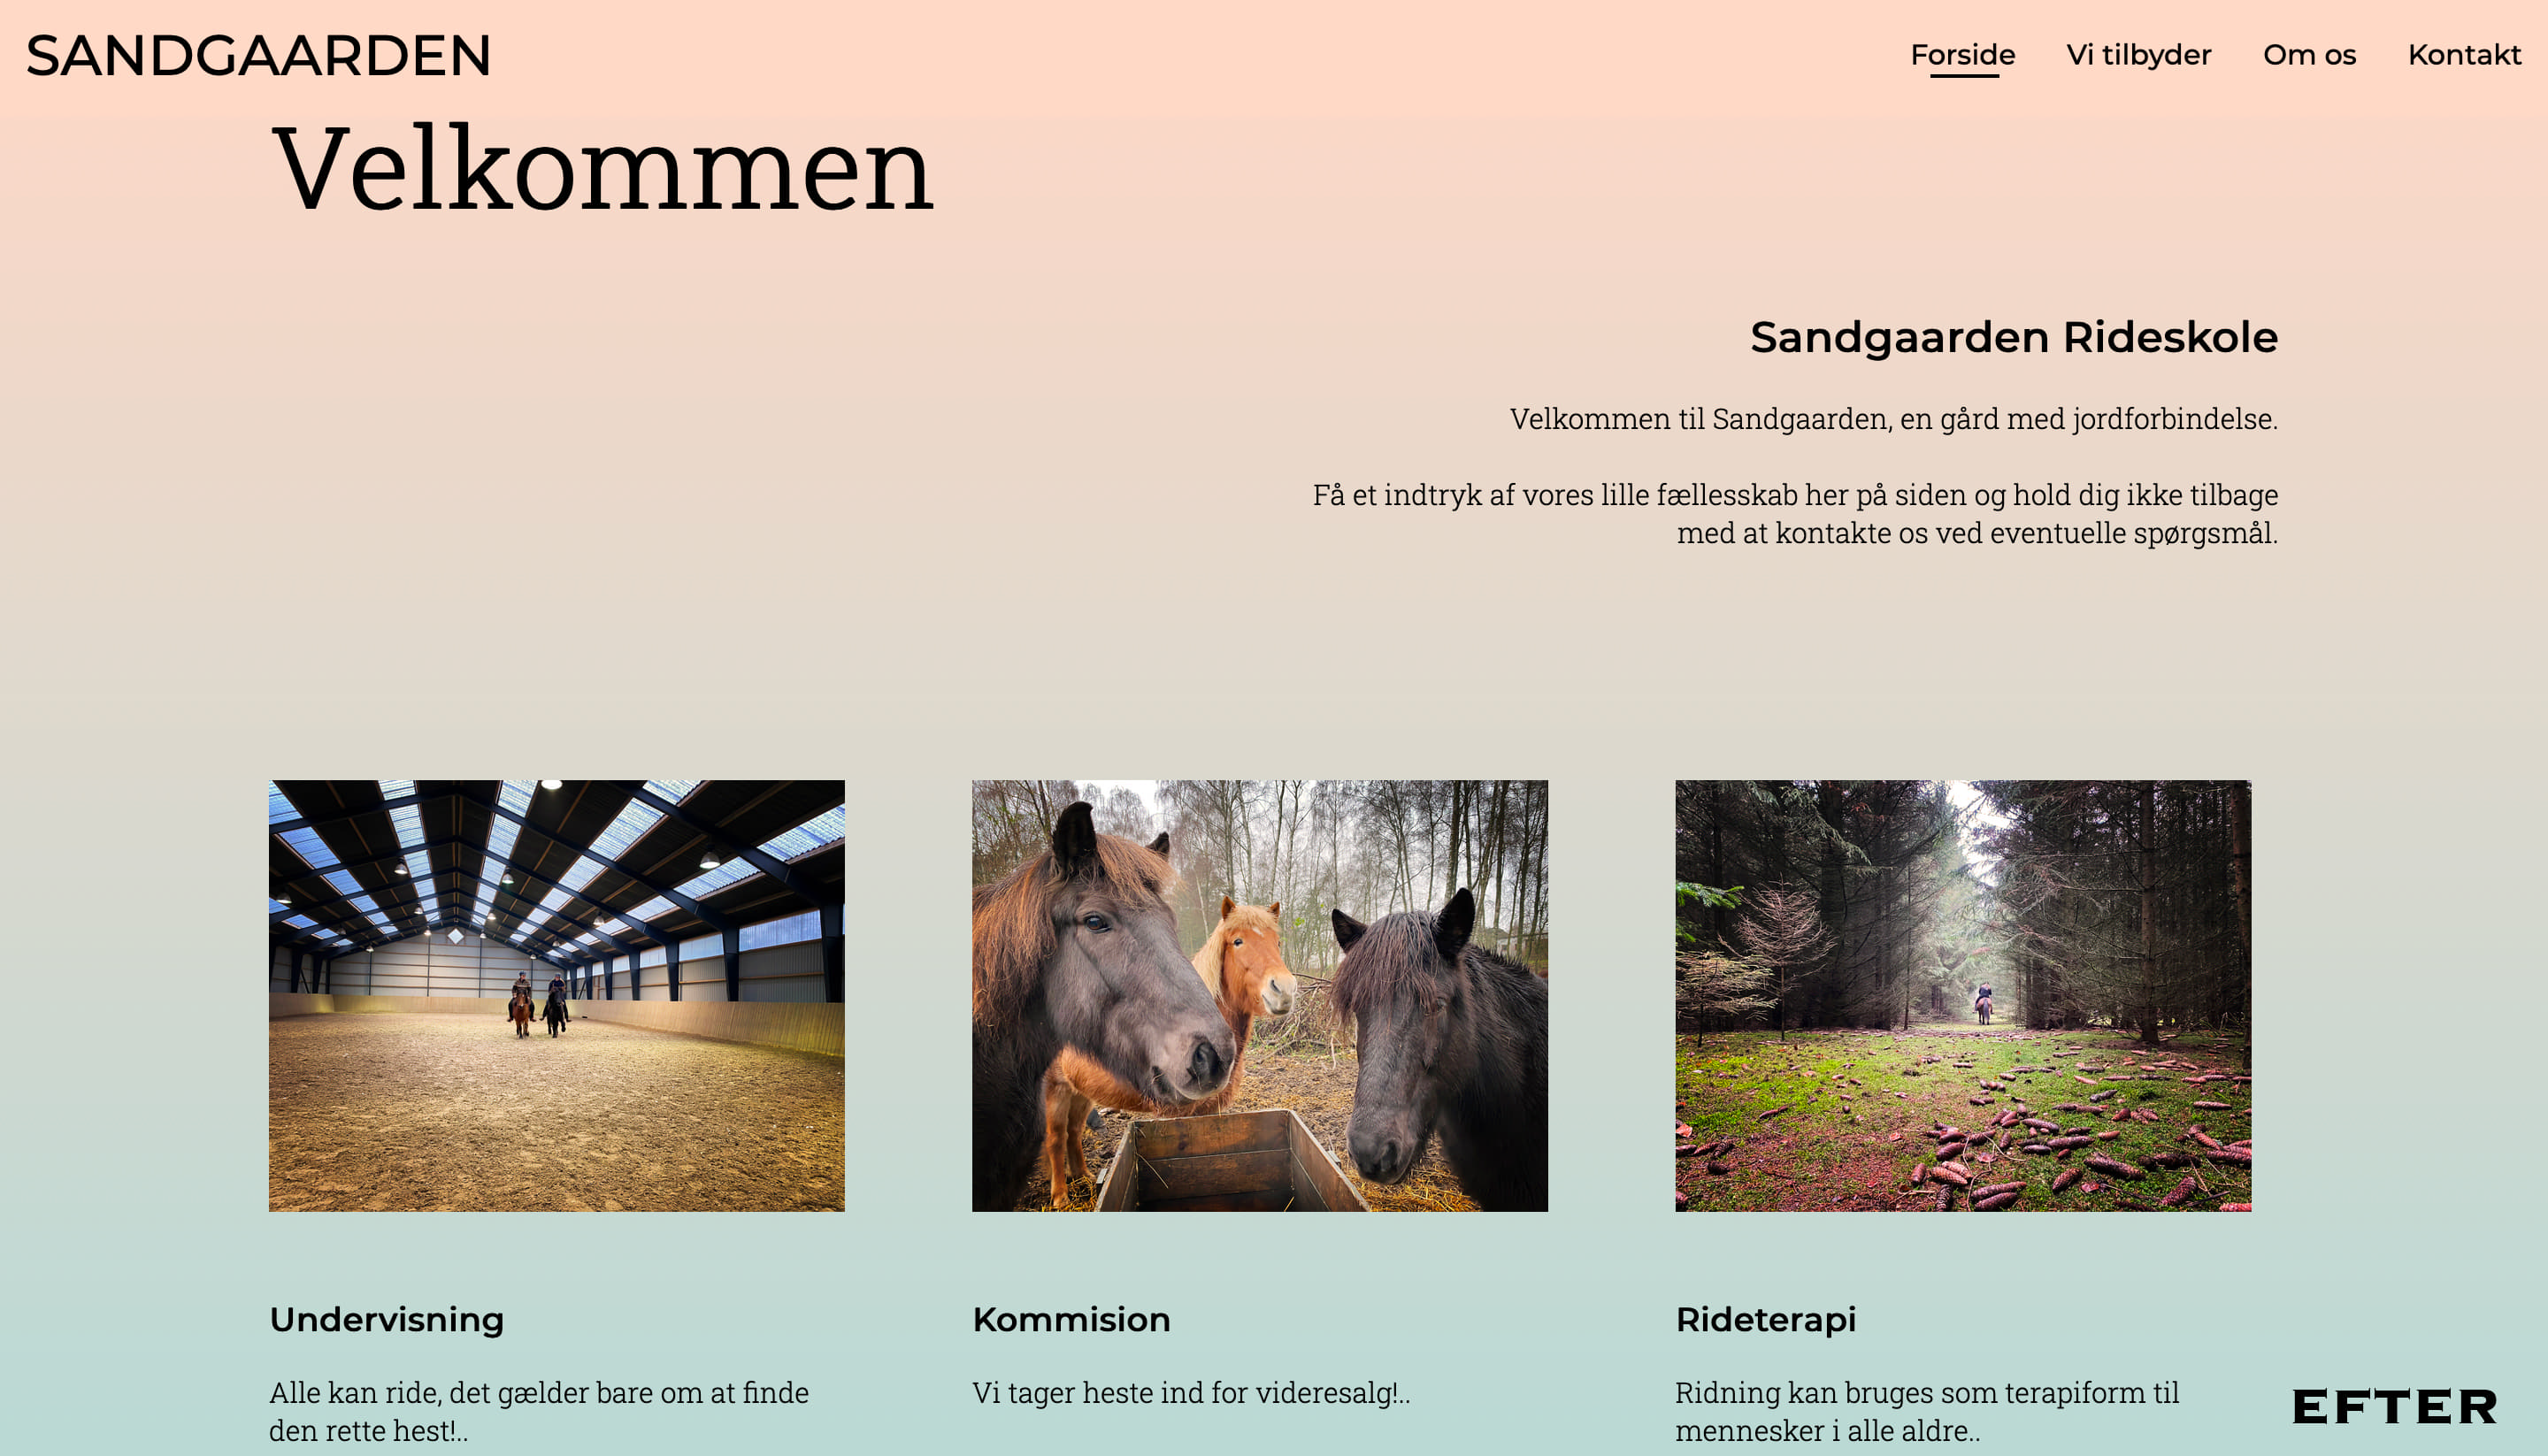 SANDGAARDEN
Forside Vi tilbyder Om os Kontakt
Velkommen
Sandgaarden Rideskole
Velkommen til Sandgaarden, en gård med jordforbindelse.
Få et indtryk af vores lille fællesskab her på siden og hold dig ikke tilbage
med at kontakte os ved eventuelle spørgsmål.
Undervisning
Alle kan ride, det gælder bare om at finde
den rette hest!..
Kommision
Vi tager heste ind for videresalg!..
Rideterapi
Ridning kan bruges som terapiform til
mennesker i alle aldre..
EFTER